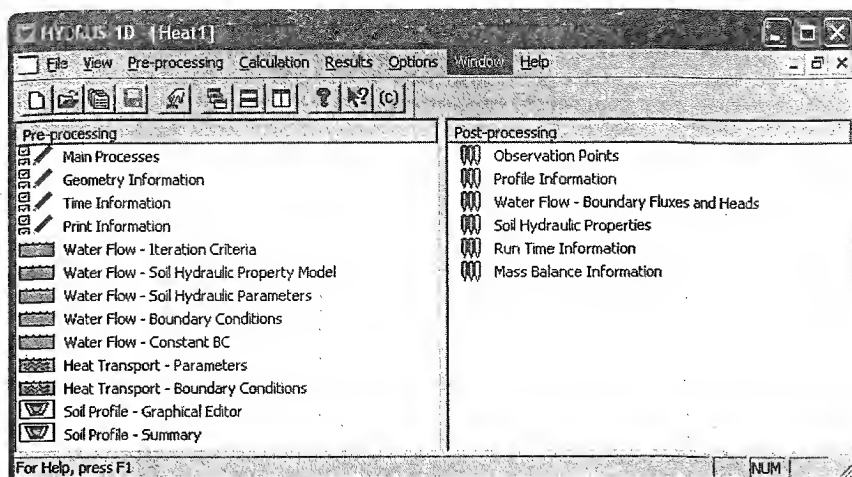 HYDRUS-1D - [Heat1]
File View Pre-processing Calculation Results Options Window Help
(c)
Pre-processing
Main Processes
Geometry Information
Time Information
Print Information
Water Flow - Iteration Criteria
Water Flow - Soil Hydraulic Property Model
Water Flow - Soil Hydraulic Parameters
Water Flow - Boundary Conditions
Water Flow - Constant BC
Heat Transport - Parameters
Heat Transport - Boundary Conditions
Soil Profile - Graphical Editor
Soil Profile - Summary
Post-processing
Observation Points
Profile Information
Water Flow - Boundary Fluxes and Heads
Soil Hydraulic Properties
Run Time Information
Mass Balance Information
For Help, press F1
NUM